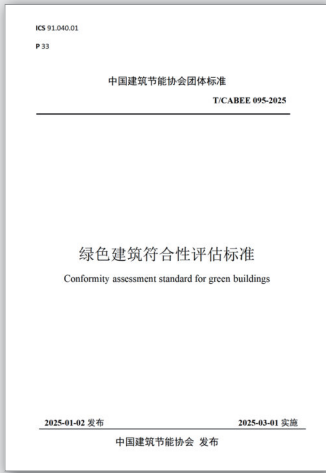 ICS 91.040.01
P 33
中国建筑节能协会团体标准
T/CABEE 095-2025
绿色建筑符合性评估标准
Conformity assessment standard for green buildings
2025-01-02 发布 2025-03-01 实施
中国建筑节能协会 发布